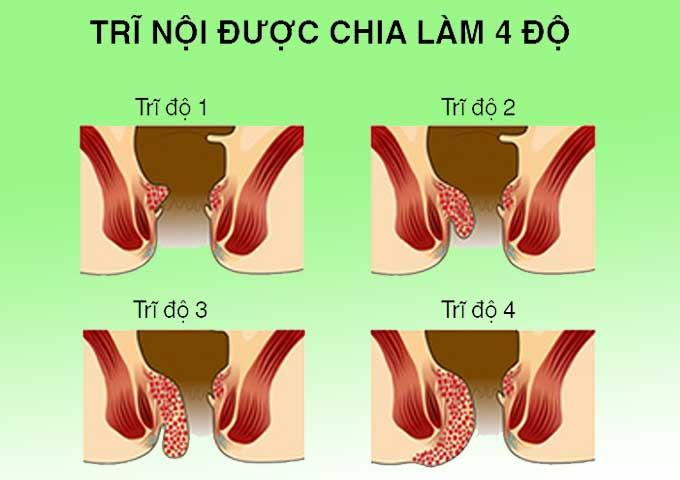 TRĨ NỘI ĐƯỢC CHIA LÀM 4 ĐỘ
Trĩ độ 1
Trĩ độ 2
Trĩ độ 3
Trĩ độ 4